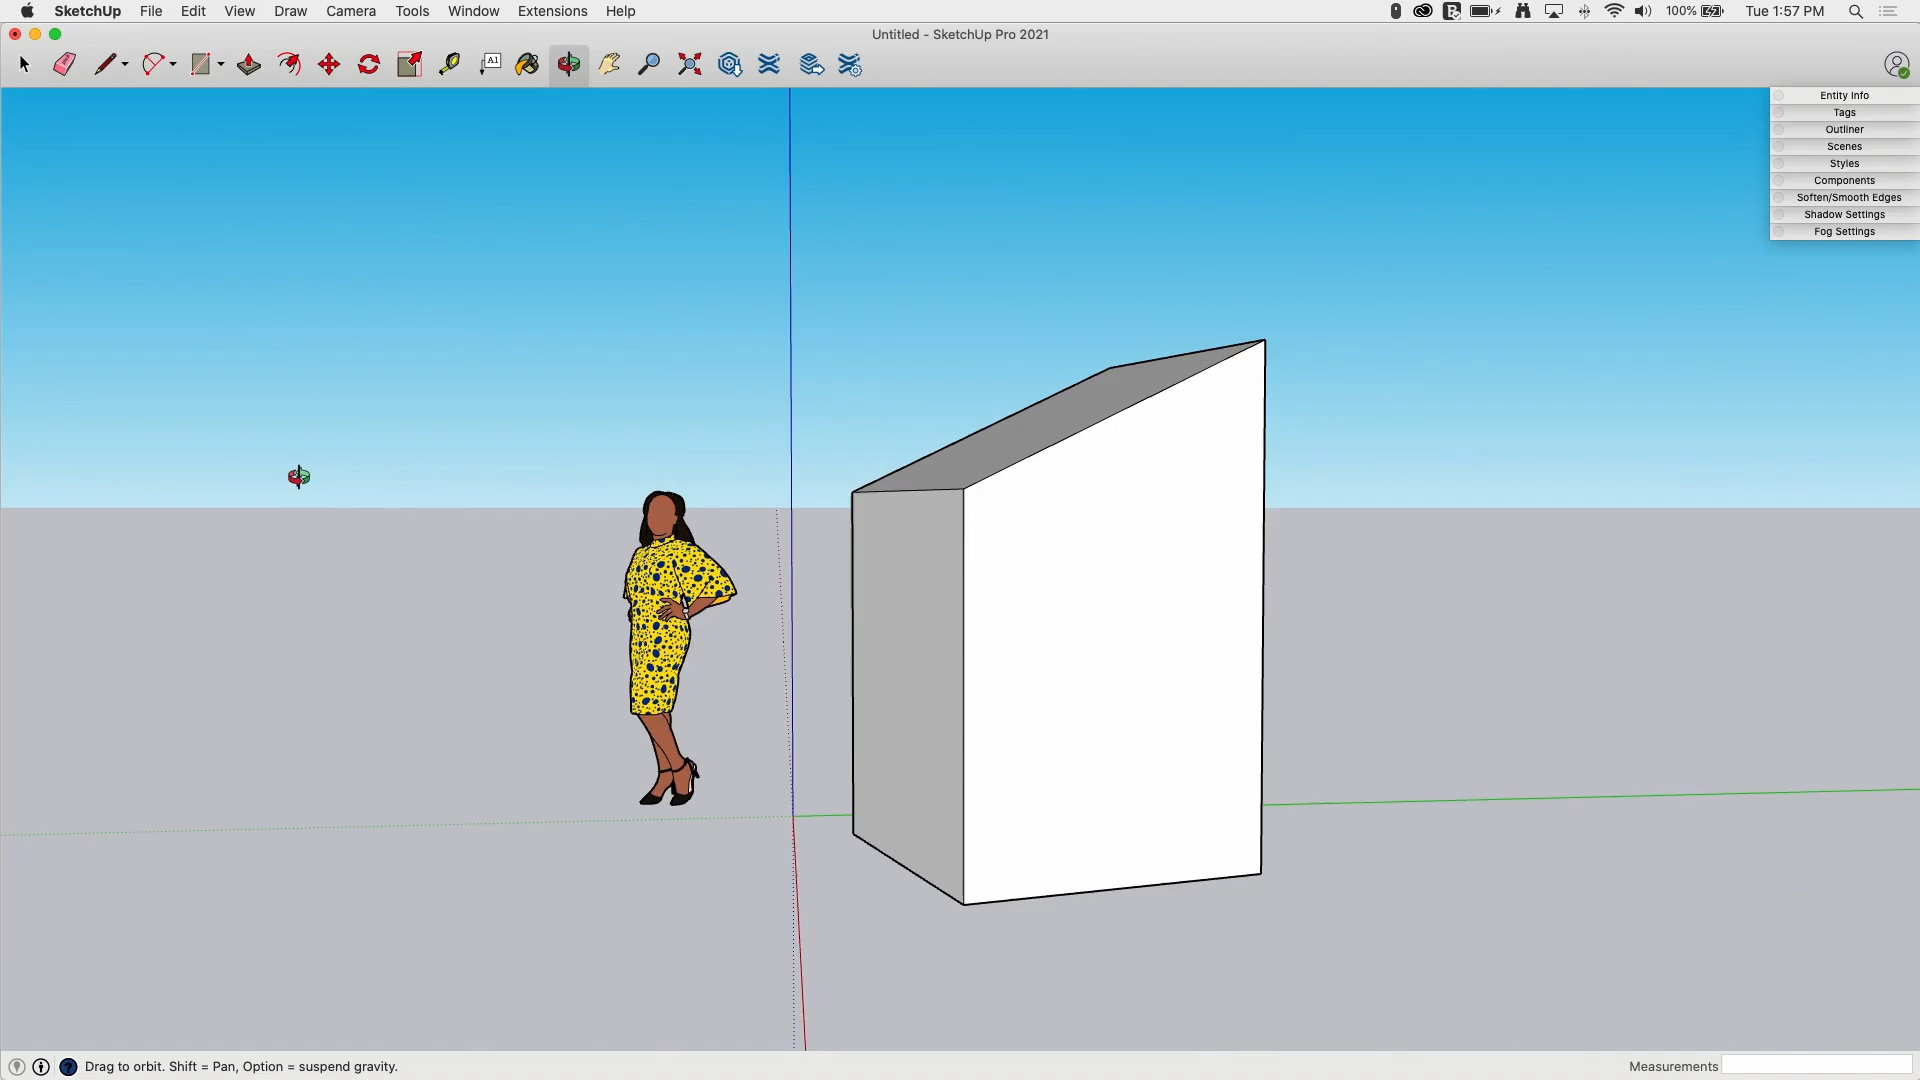 SketchUp File Edit View Draw Camera Tools Window Extensions Help 100% Tue 1:57 PM
Untitled - SketchUp Pro 2021
A1
Entity Info
Tags
Outliner
Scenes
Styles
Components
Soften/Smooth Edges
Shadow Settings
Fog Settings
Drag to orbit. Shift = Pan, Option = suspend gravity.
Measurements